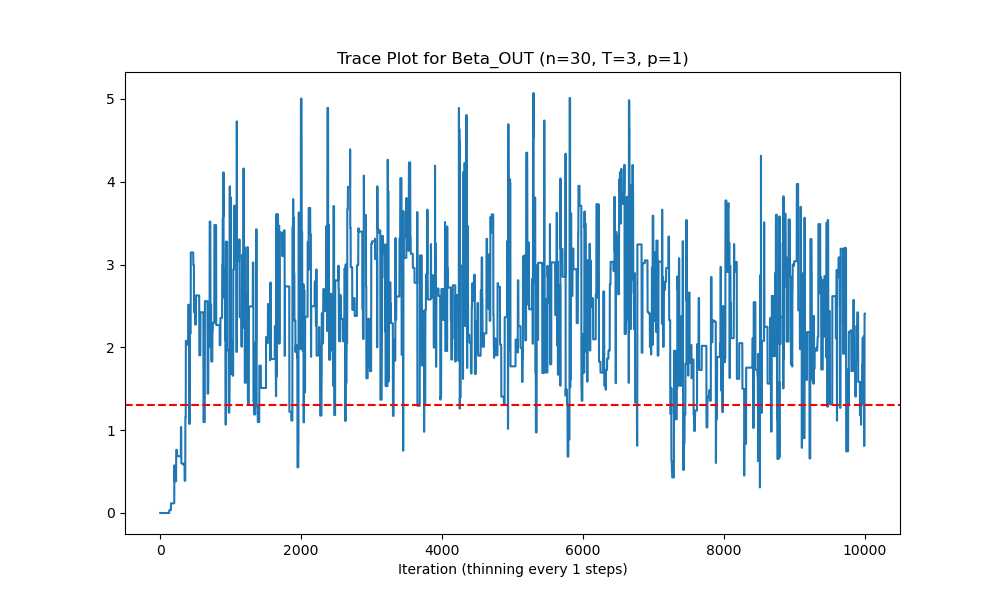 Trace Plot for Beta_OUT (n=30, T=3, p=1)
5
4
3
2
1
0
0 2000 4000 6000 8000 10000
Iteration (thinning every 1 steps)